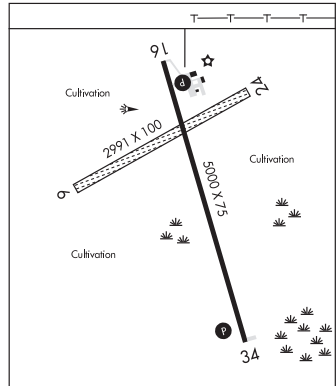 T T T T
16
P
24
Cultivation
2991 X 100
Cultivation
5000 X 75
6
Cultivation
P
34